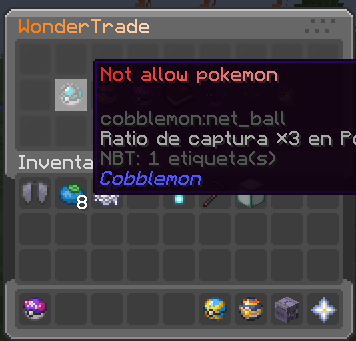 WonderTrade
Not allow pokemon
cobblemon:net_ball
Ratio de captura ×3 en Po
NBT: 1 etiqueta(s)
Cobblemon
Inventa
8